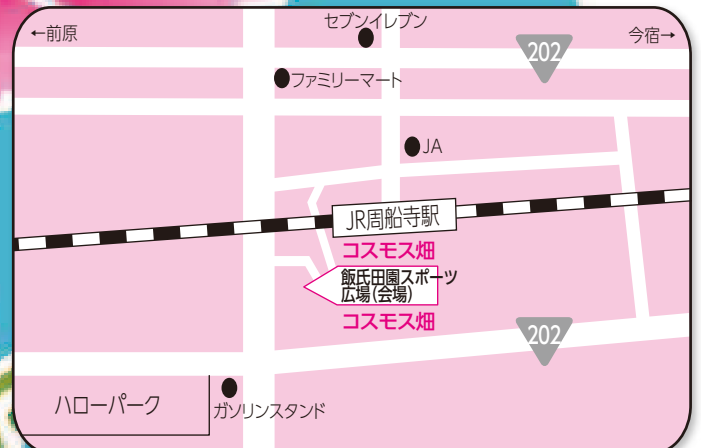 セブンイレブン
←前原
今宿→
202
ファミリーマート
JA
JR周船寺駅
コスモス畑
飯氏田園スポーツ
広場(会場)
コスモス畑
202
ハローパーク
ガソリンスタンド